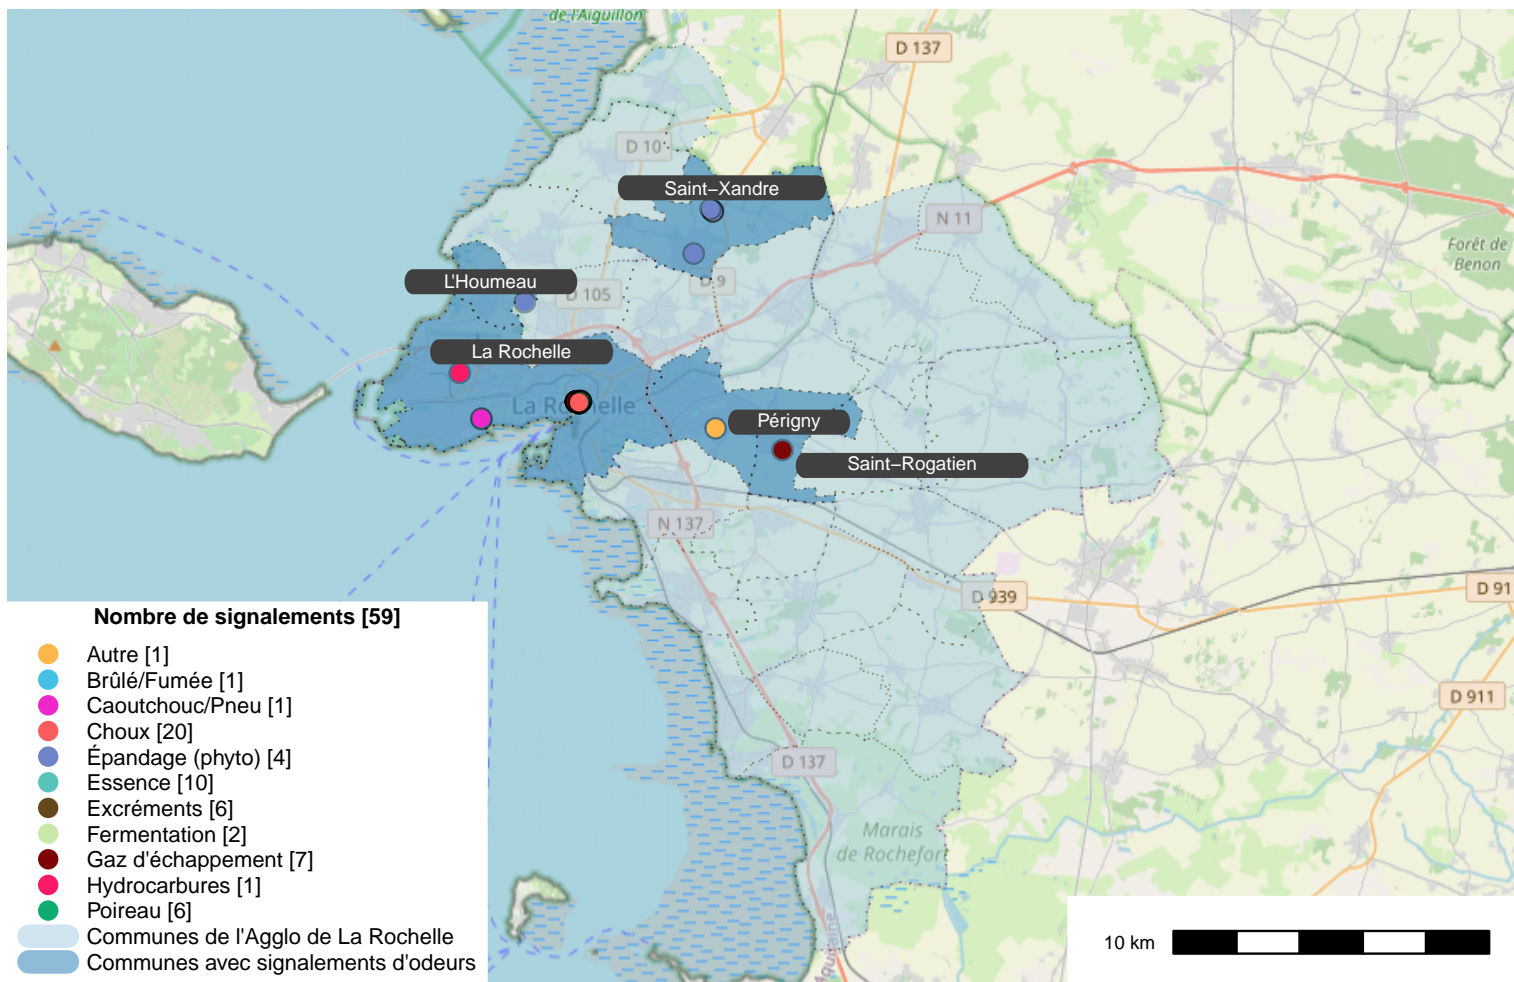 de l'Aiguillon
D 137
D 10
Saint−Xandre
N 11
Forêt de
Benon
L'Houmeau
D 9
D 105
La Rochelle
La Rochelle
Périgny
Saint−Rogatien
N 137
D 939
D 91
D 911
D 137
Marais
de Rochefort
Aquitaine
Nombre de signalements [59]
Autre [1]
Brûlé/Fumée [1]
Caoutchouc/Pneu [1]
Choux [20]
Épandage (phyto) [4]
Essence [10]
Excréments [6]
Fermentation [2]
Gaz d'échappement [7]
Hydrocarbures [1]
Poireau [6]
Communes de l'Agglo de La Rochelle
Communes avec signalements d'odeurs
10 km